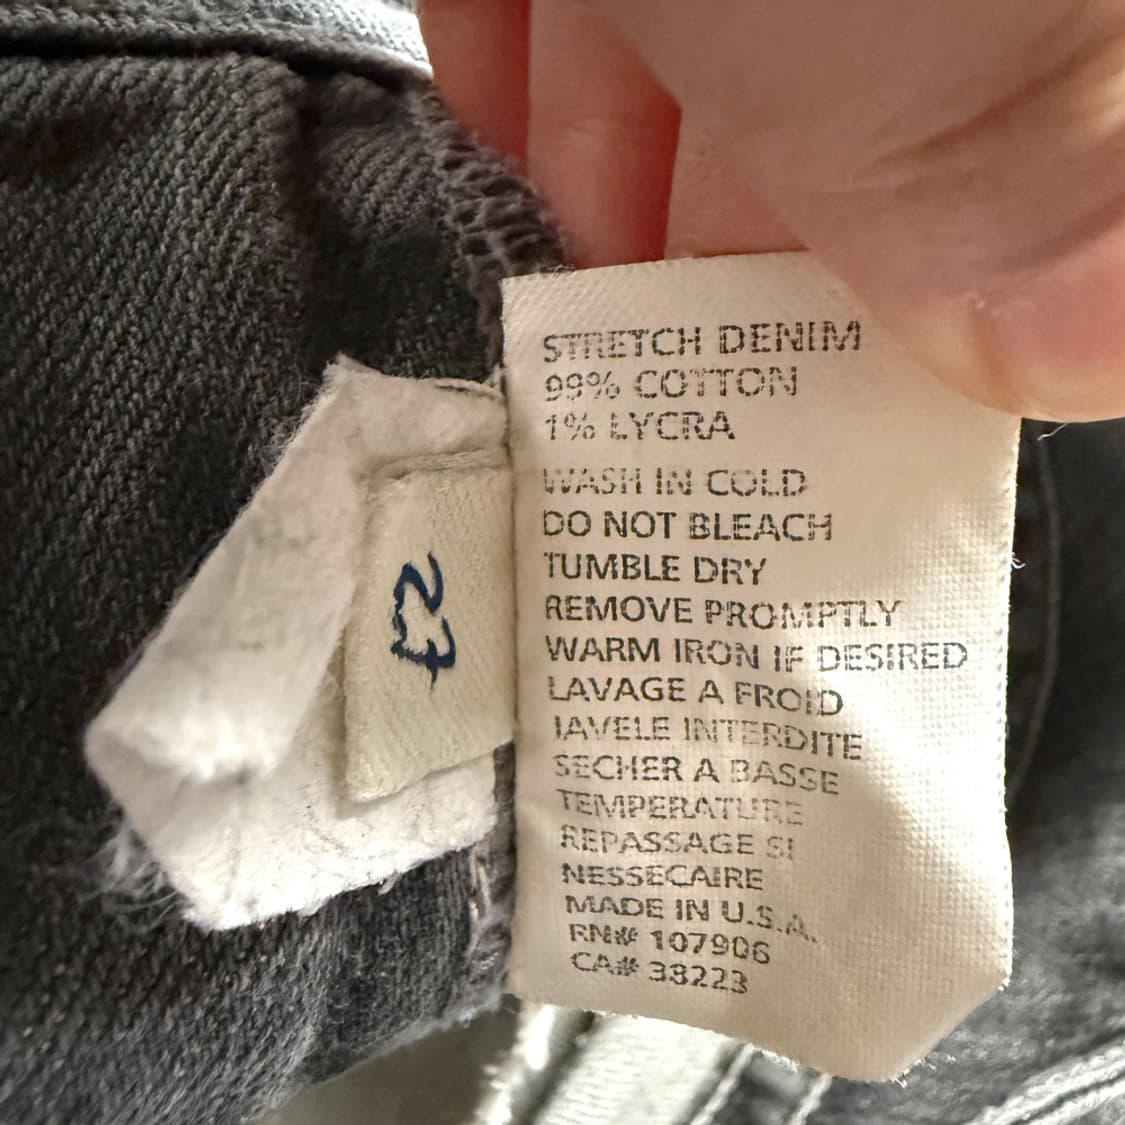 STRETCH DENIM
99% COTTON
1% LYCRA
WASH IN COLD
DO NOT BLEACH
TUMBLE DRY
REMOVE PROMPTLY
WARM IRON IF DESIRED
LAVAGE A FROID
JAVELE INTERDITE
SECHER A BASSE
TEMPERATURE
REPASSAGE SI
NESSECAIRE
MADE IN U.S.A.
RN# 107906
CA# 38223
27